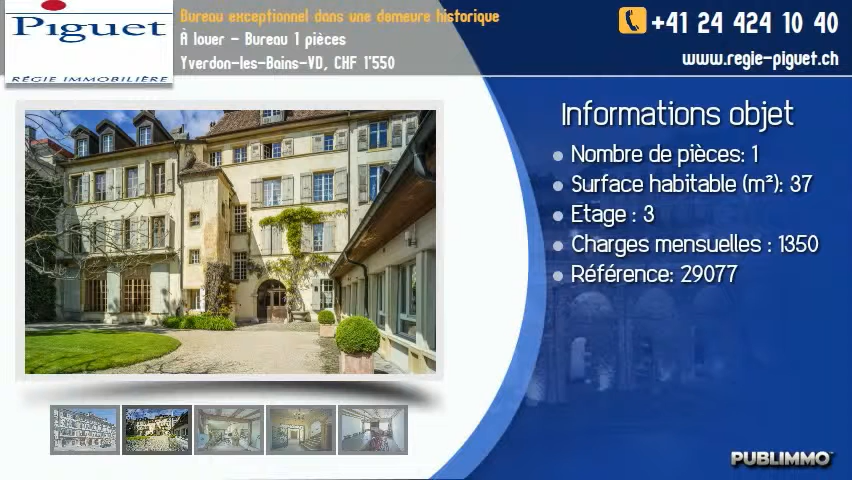 Piguet
RÉGIE IMMOBILIÈRE
Bureau exceptionnel dans une demeure historique
À louer - Bureau 1 pièces
Yverdon-les-Bains-VD, CHF 1'550
+41 24 424 10 40
www.regie-piguet.ch
Informations objet
Nombre de pièces: 1
Surface habitable (m²): 37
Etage : 3
Charges mensuelles : 1350
Référence: 29077
PUBLIMMO